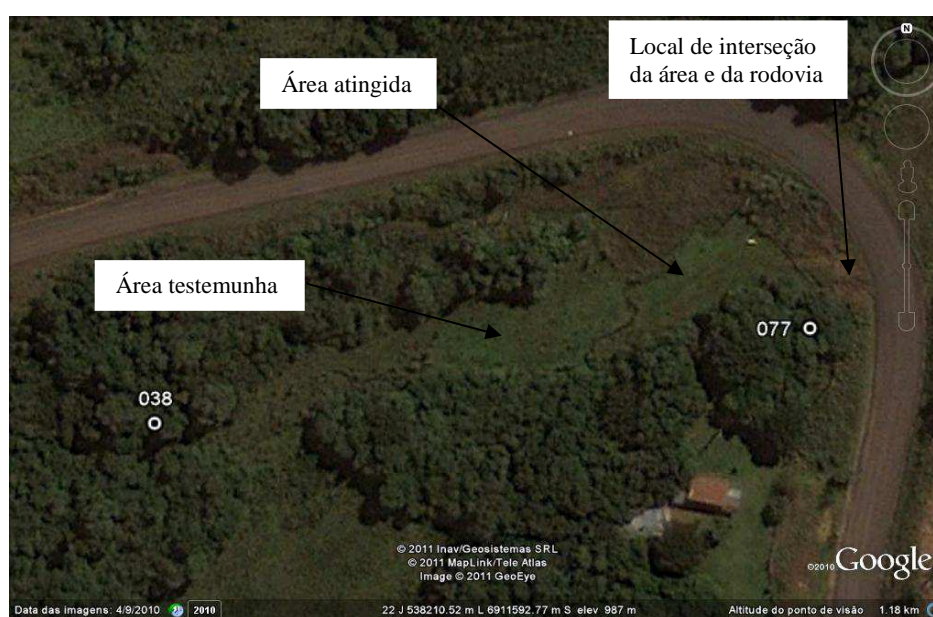 Local de interseção
da área e da rodovia
N
Área atingida
Área testemunha
077
038
© 2011 Inav/Geosistemas SRL
© 2011 MapLink/Tele Atlas
Image © 2011 GeoEye
©2010 Google
Data das imagens: 4/9/2010 2010 22 J 538210.52 m L 6911592.77 m S elev 987 m Altitude do ponto de visão 1.18 km